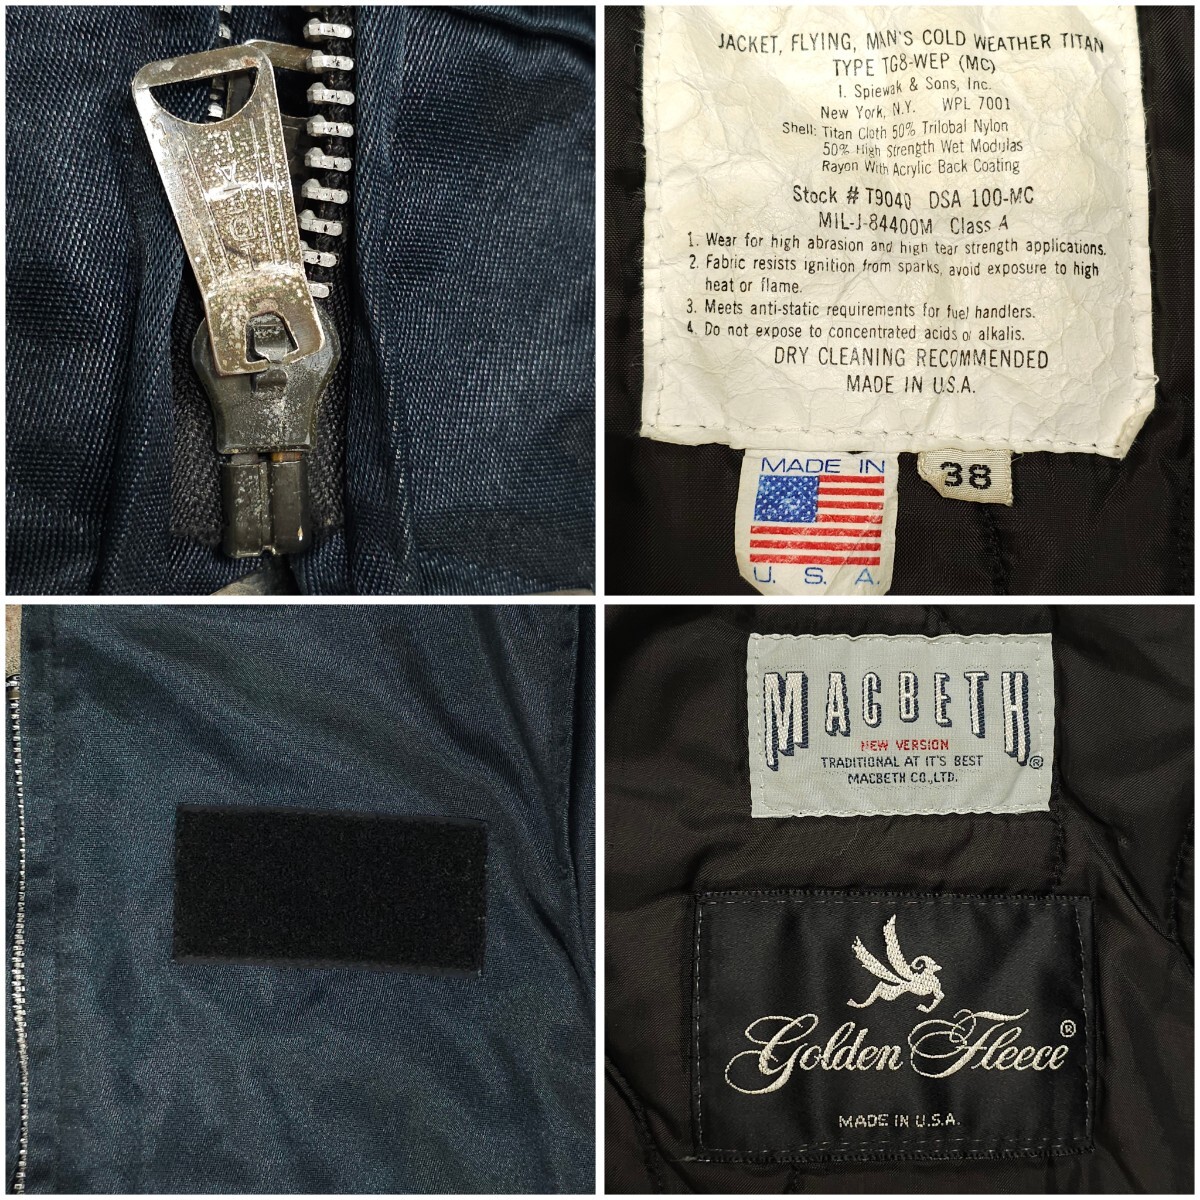 JACKET, FLYING, MAN'S COLD WEATHER TITAN
TYPE TG8-WEP (MC)
I. Spiewak & Sons, Inc.
New York, N.Y. WPL 7001
Shell: Titan Cloth 50% Trilobal Nylon
50% High Strength Wet Modulas
Rayon With Acrylic Back Coating
Stock # T9040 DSA 100-MC
MIL-J-84400M Class A
1. Wear for high abrasion and high tear strength applications.
2. Fabric resists ignition from sparks, avoid exposure to high
heat or flame.
3. Meets anti-static requirements for fuel handlers.
4. Do not expose to concentrated acids or alkalis.
DRY CLEANING RECOMMENDED
MADE IN U.S.A.
MADE IN
U. S. A.
38
MACBETH®
NEW VERSION
TRADITIONAL AT IT'S BEST
MACBETH CO.,LTD.
Golden Fleece®
MADE IN U.S.A.